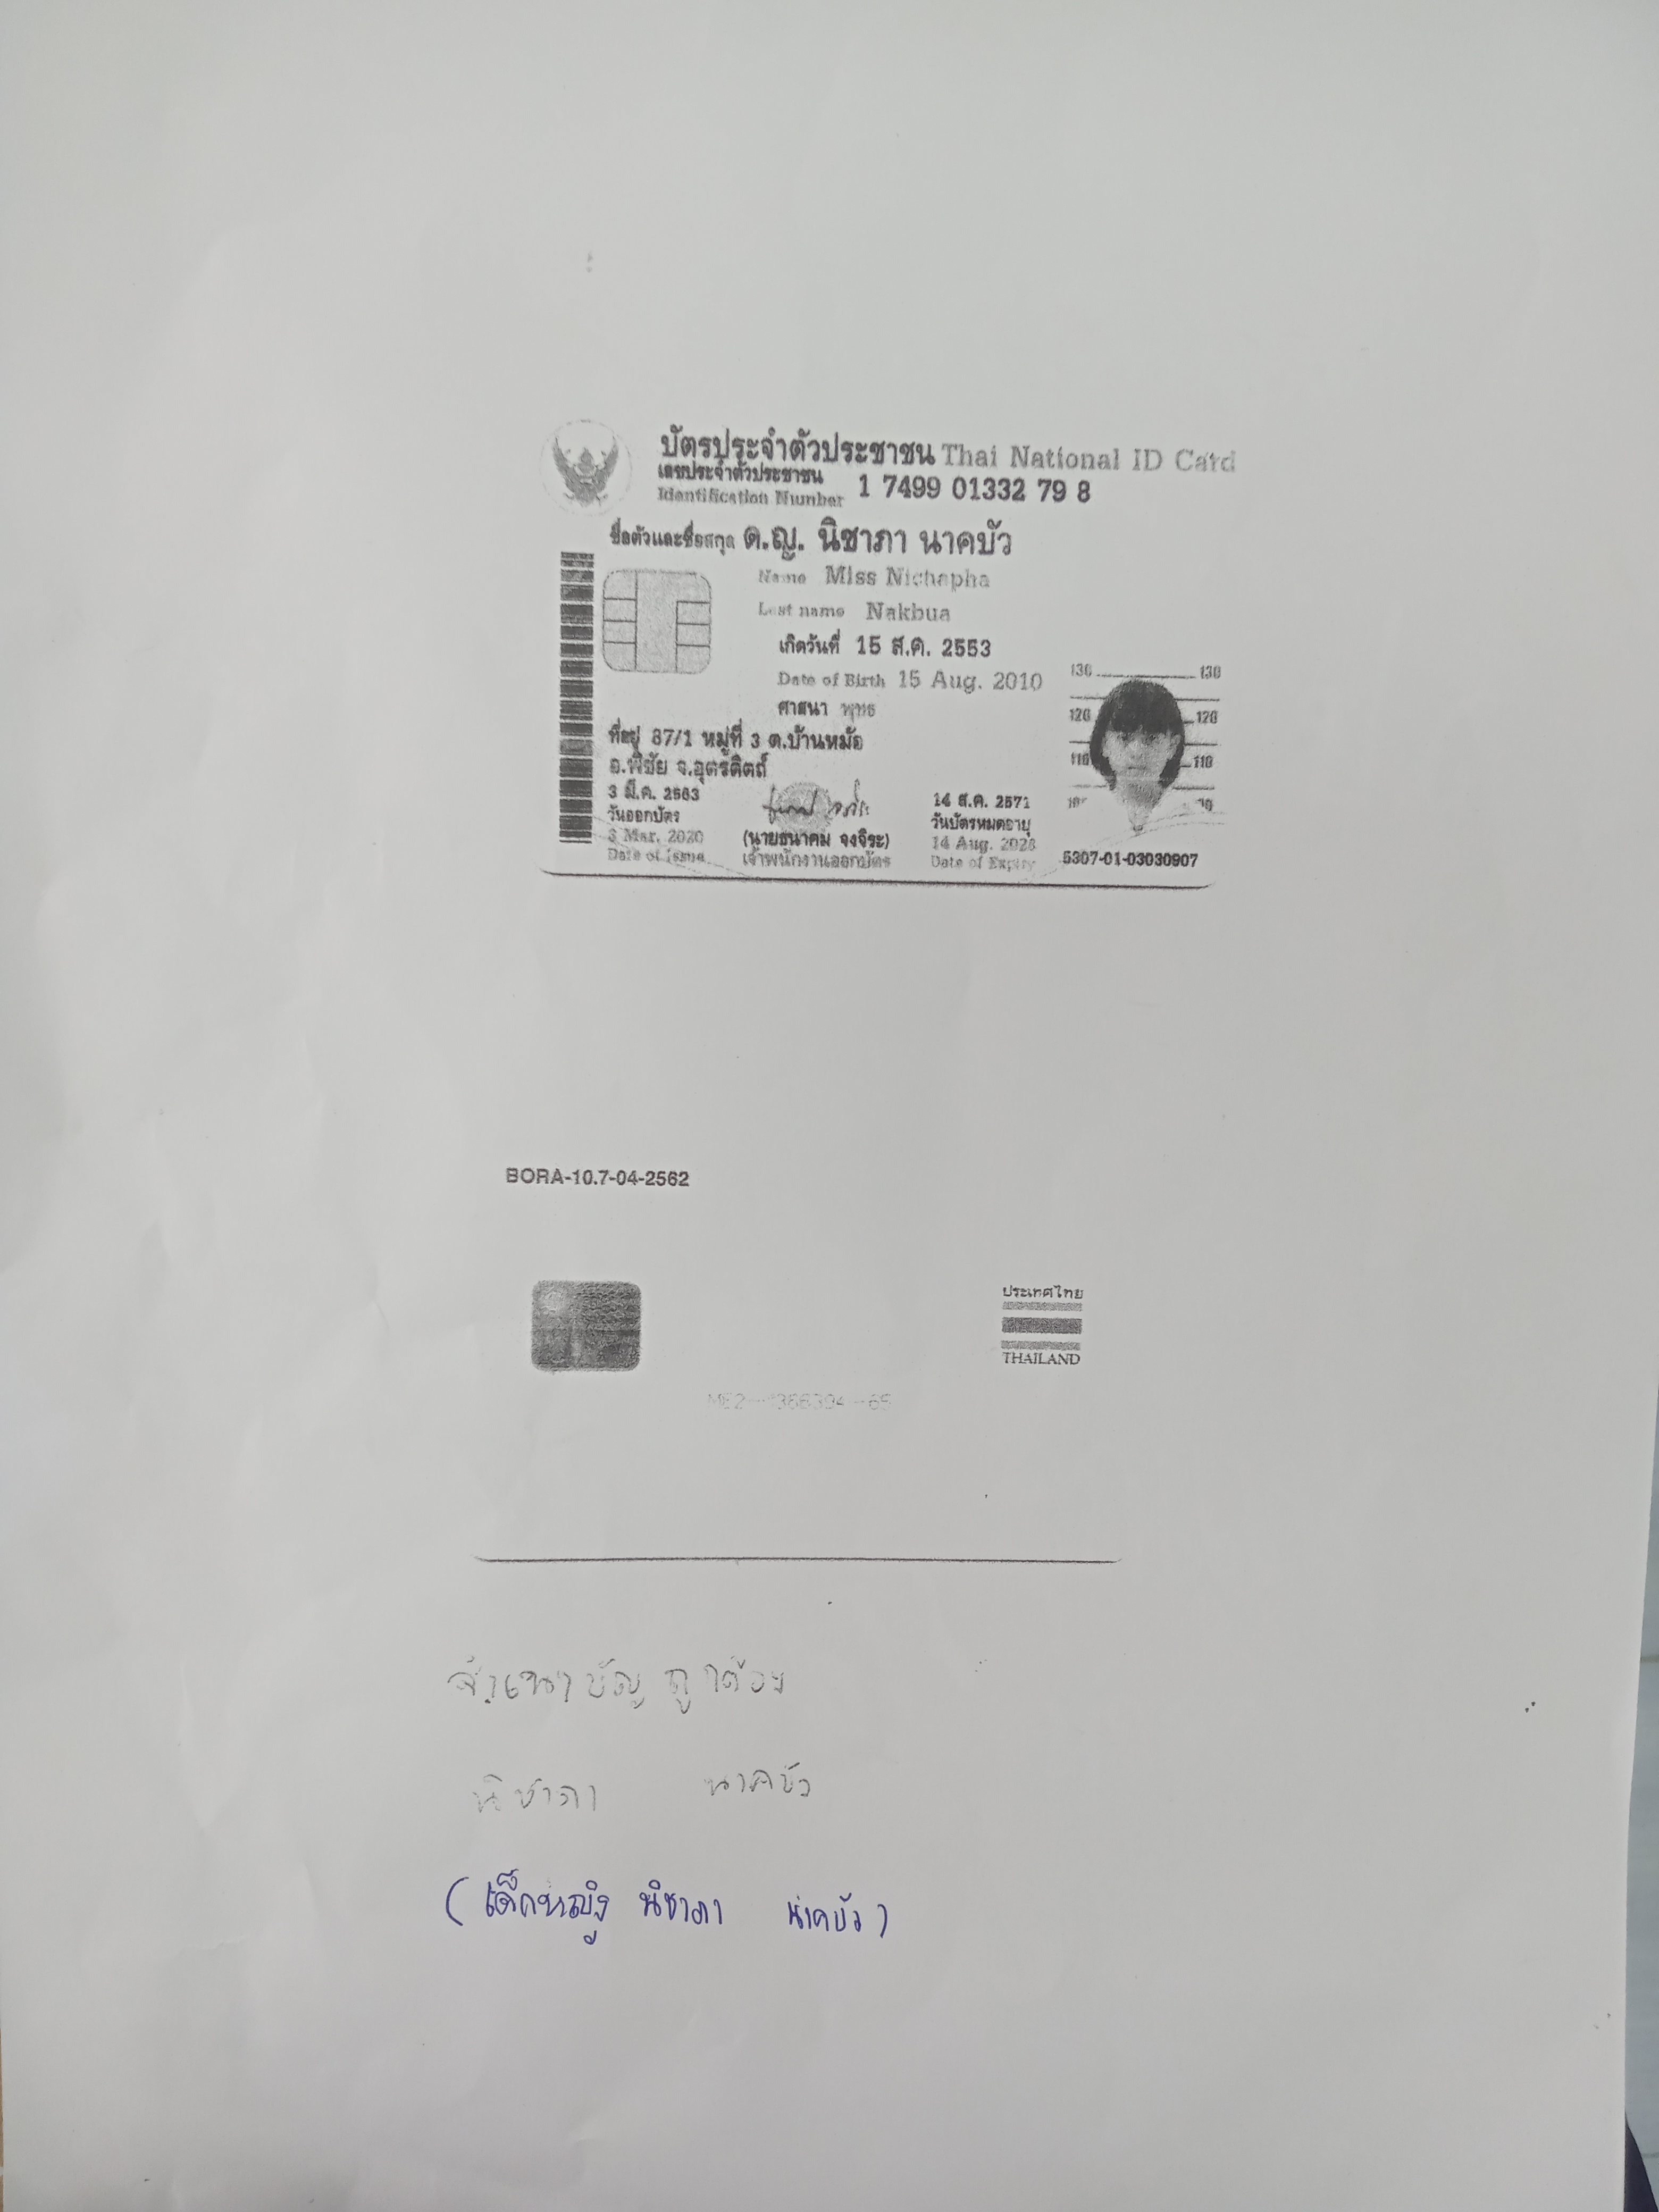 บัตรประจำตัวประชาชน Thai National ID Card
เลขประจำตัวประชาชน
Identification Number 1 7499 01332 79 8
ชื่อตัวและชื่อสกุล ด.ญ. นิชาภา นาคบัว
Name Miss Nichapha
Last name Nakbua
เกิดวันที่ 15 ส.ค. 2553
Date of Birth 15 Aug. 2010
ศาสนา พุทธ
ที่อยู่ 87/1 หมู่ที่ 3 ต.บ้านหม้อ
อ.พิชัย จ.อุตรดิตถ์
3 มี.ค. 2563
วันออกบัตร
3 Mar. 2020
Date of Issue
(นายธนาคม จงจิระ)
เจ้าพนักงานออกบัตร
14 ส.ค. 2571
วันบัตรหมดอายุ
14 Aug. 2028
Date of Expiry
130 130
120 120
110 110
5307-01-03030907
BORA-10.7-04-2562
ประเทศไทย
THAILAND
นิชาภา นาคบัว
(เด็กหญิง นิชาภา นาคบัว)